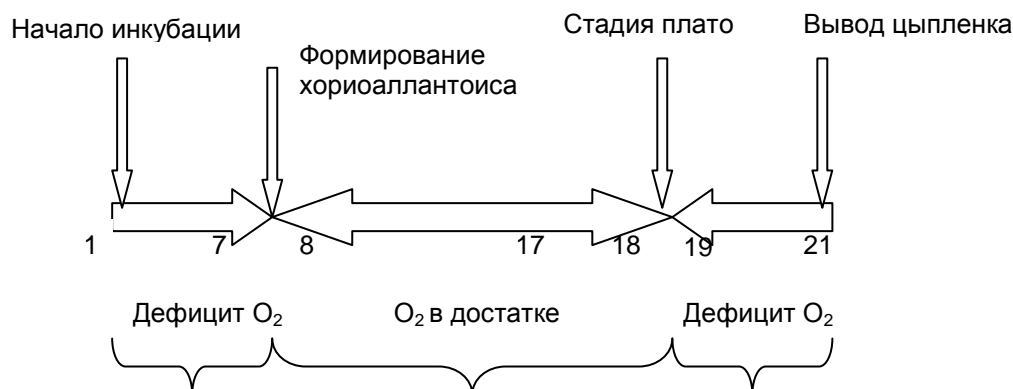 Начало инкубации
Формирование
хориоаллантоиса
Стадия плато
Вывод цыпленка
1 7 8 17 18 19 21
Дефицит O₂
O₂ в достатке
Дефицит O₂